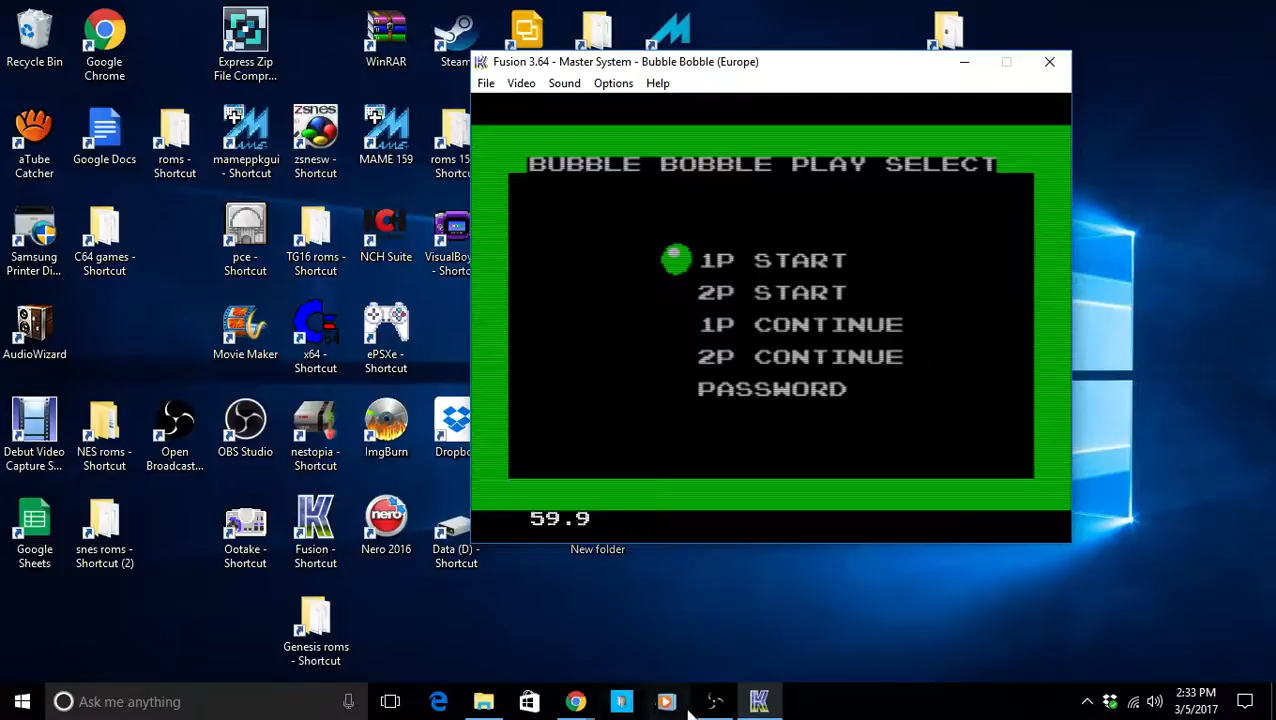 Recycle Bin
Google Chrome
Express Zip File Compr...
WinRAR
Steam
Fusion 3.64 - Master System - Bubble Bobble (Europe)
File Video Sound Options Help
BUBBLE BOBBLE PLAY SELECT
1P START
2P START
1P CONTINUE
2P CONTINUE
PASSWORD
59.9
aTube Catcher
Google Docs
roms - Shortcut
mameppkgui - Shortcut
zsnes
zsnesw - Shortcut
MAME 159
roms 15
Shortcut
Samsung Printer Di...
C64 games - Shortcut
pce - Shortcut
TG16 roms - Shortcut
NCH Suite
VisualBoy
- Shortc
AudioWizard
Movie Maker
x64 - Shortcut
ePSXe - Shortcut
Debut Video Capture S...
NES roms - Shortcut
Open Broadcast...
OBS Studio
nestopia - Shortcut
ImgBurn
Dropbo
Google Sheets
snes roms - Shortcut (2)
Ootake - Shortcut
Fusion - Shortcut
Nero 2016
Data (D) - Shortcut
New folder
Genesis roms - Shortcut
Ask me anything
2:33 PM
3/5/2017